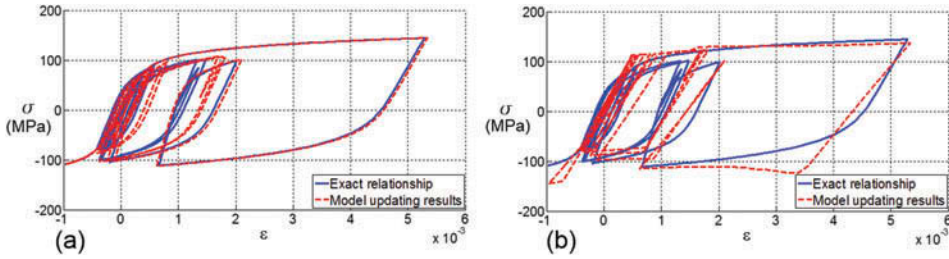 200
100
σ
(MPa)
0
-100
-200
Exact relationship
Model updating results
-1 0 1 2 3 4 5 6
(a)
ε
x 10⁻³
200
100
σ
(MPa)
0
-100
-200
Exact relationship
Model updating results
-1 0 1 2 3 4 5 6
(b)
ε
x 10⁻³